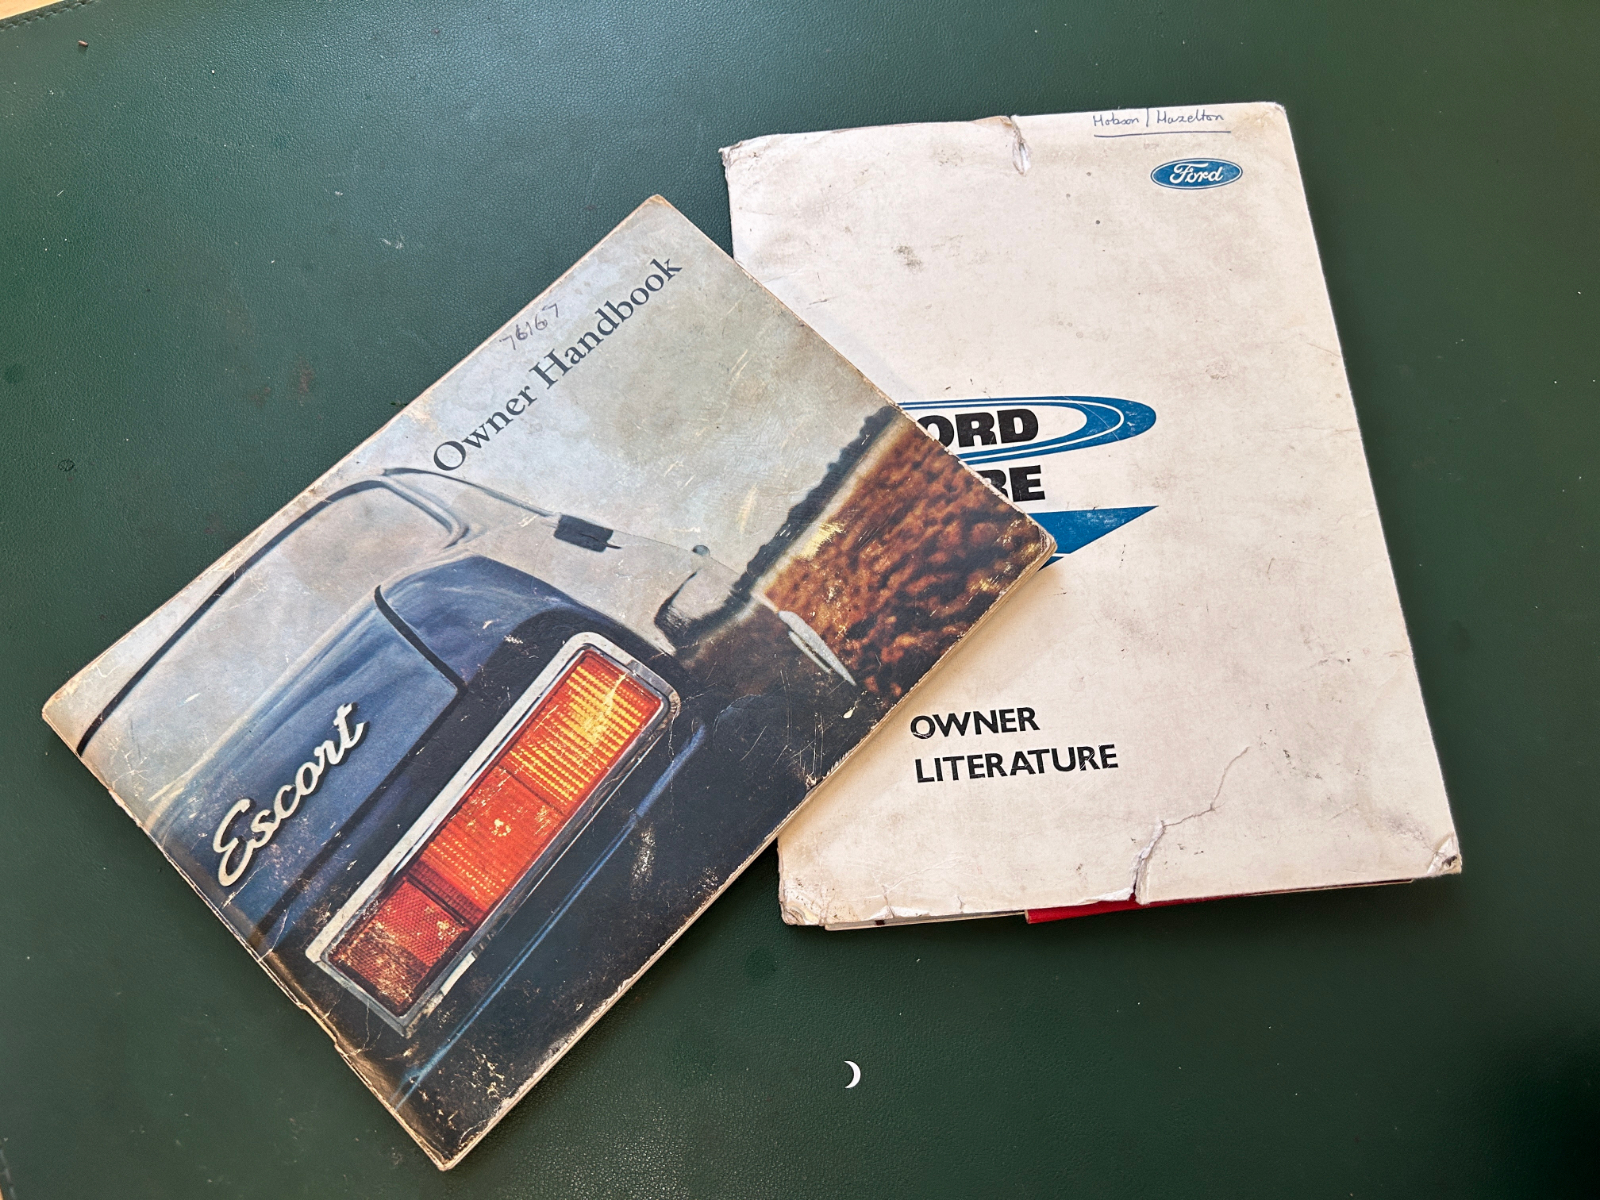 76167
Owner Handbook
Escort
Hobson / Hazelton
Ford
ORD
RE
OWNER
LITERATURE